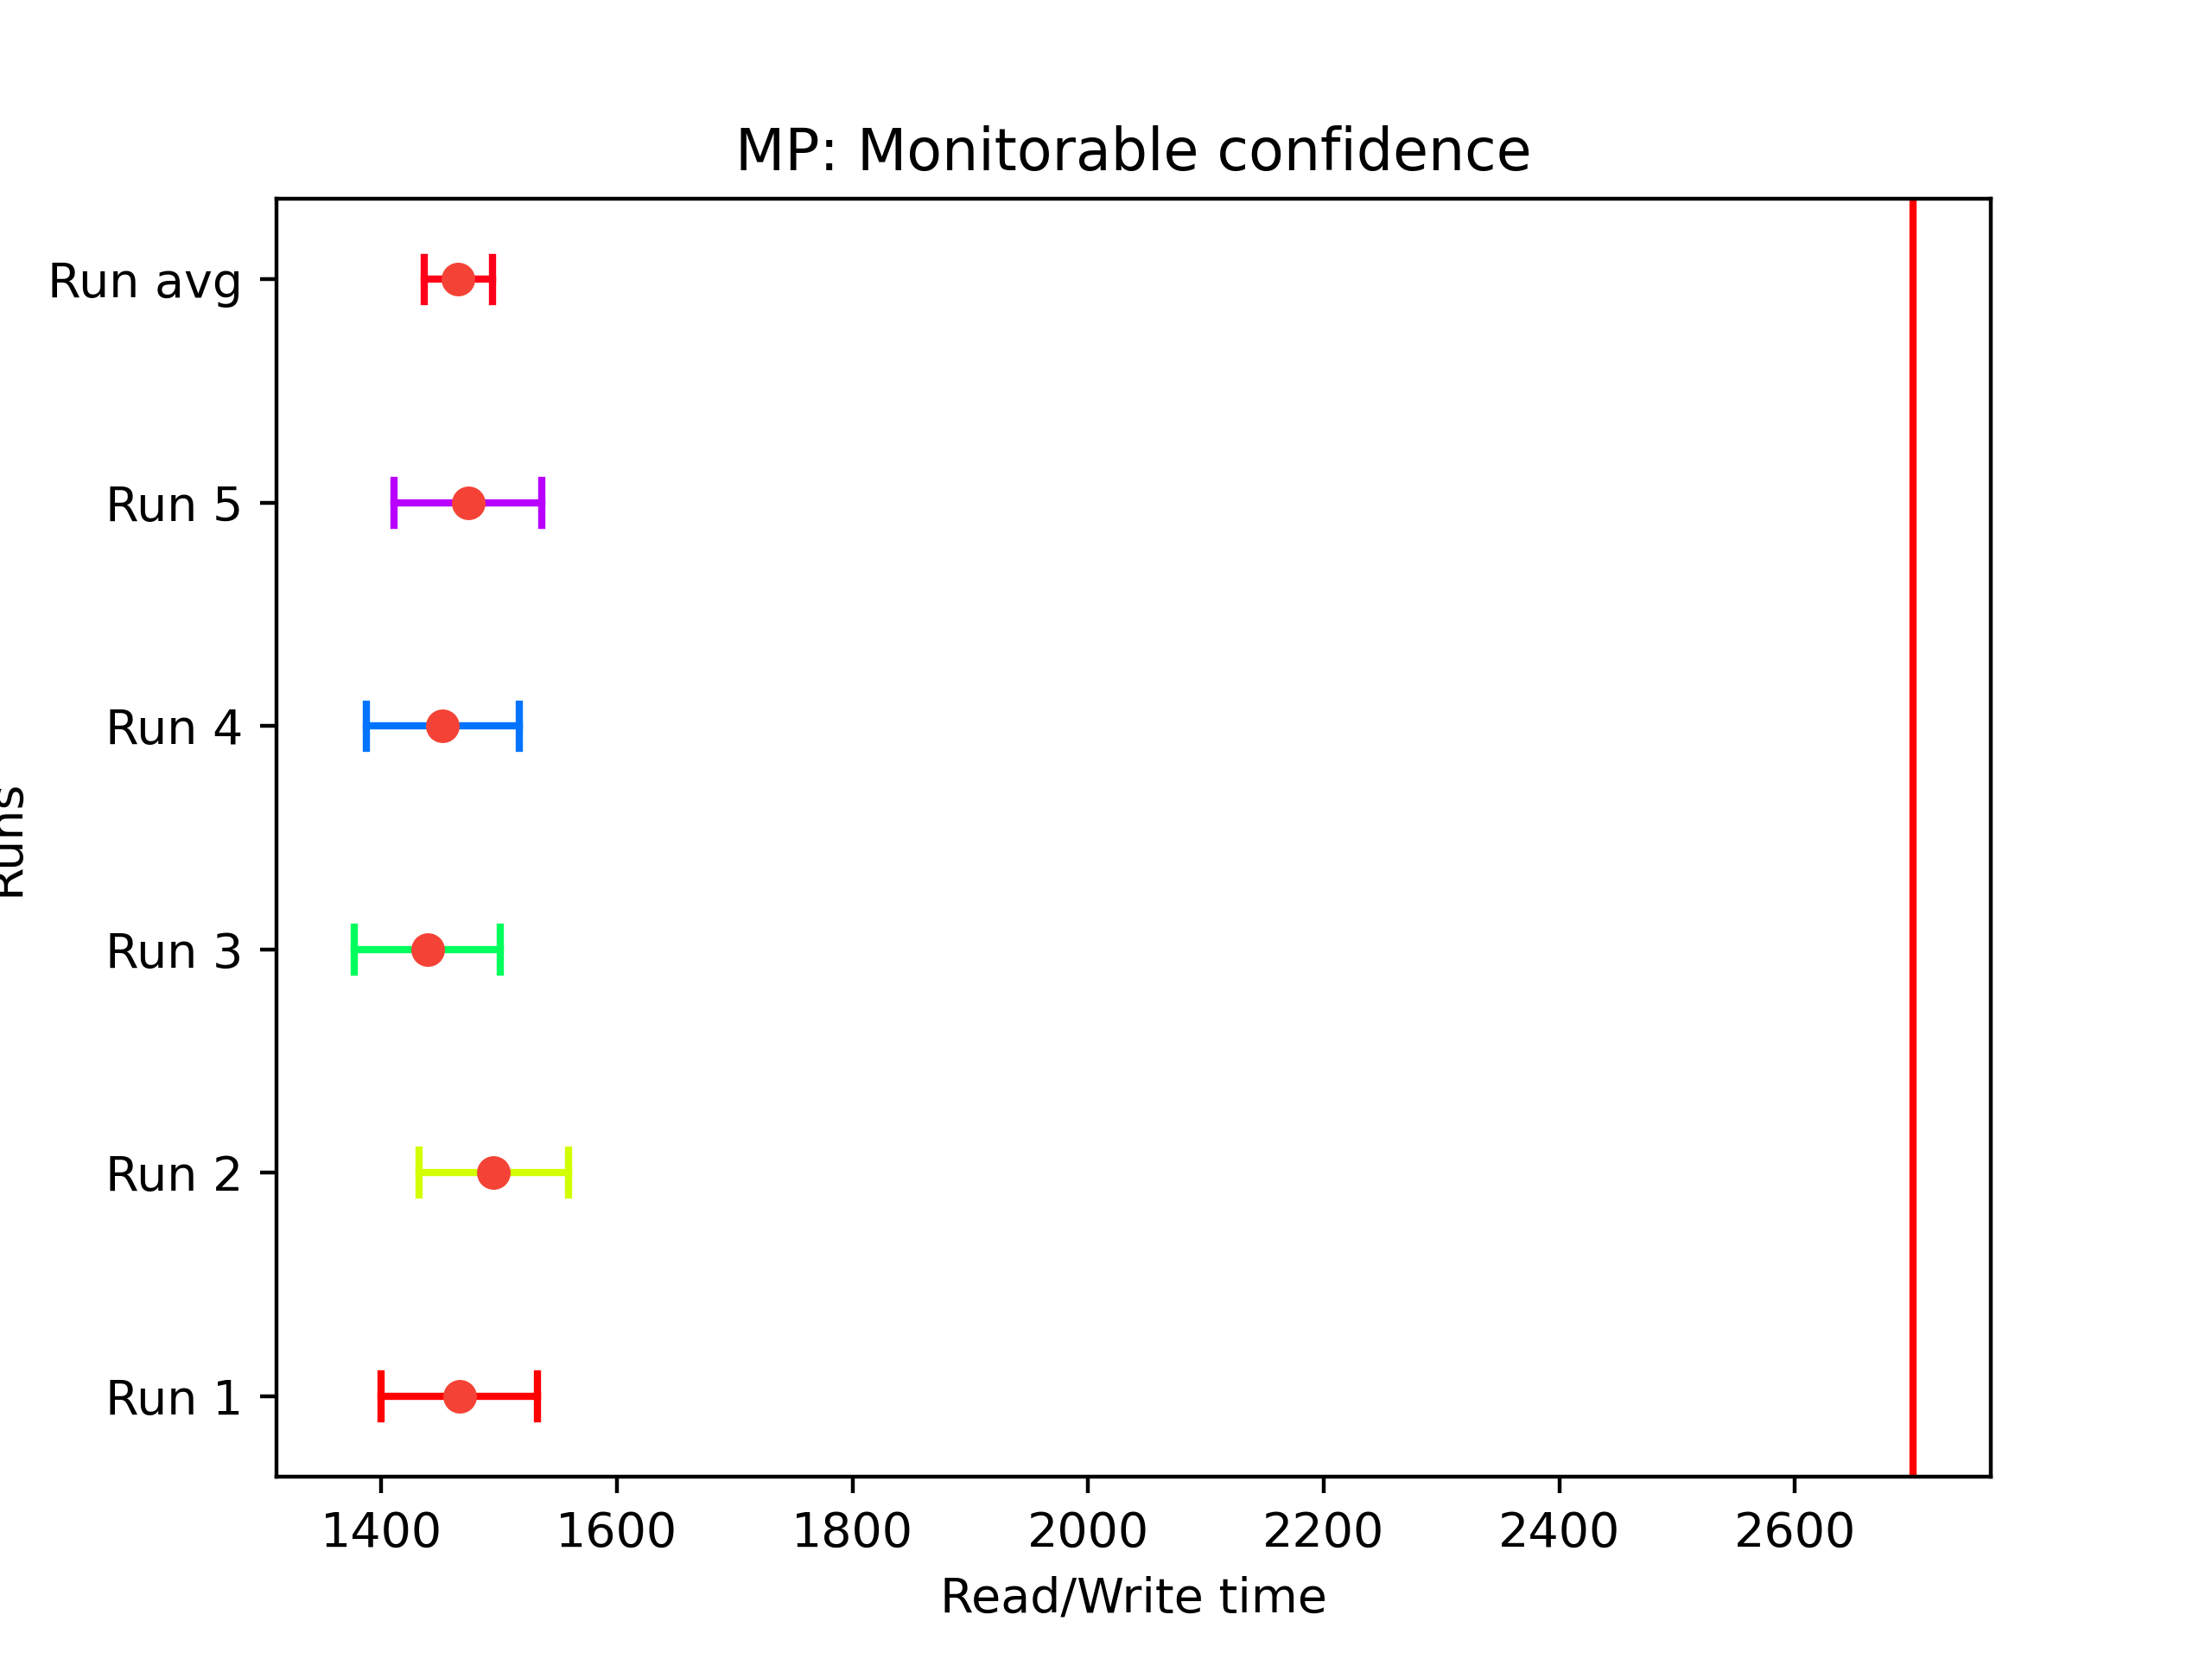 MP: Monitorable confidence
Run avg
Run 5
Run 4
Run 3
Run 2
Run 1
Runs
1400 1600 1800 2000 2200 2400 2600
Read/Write time